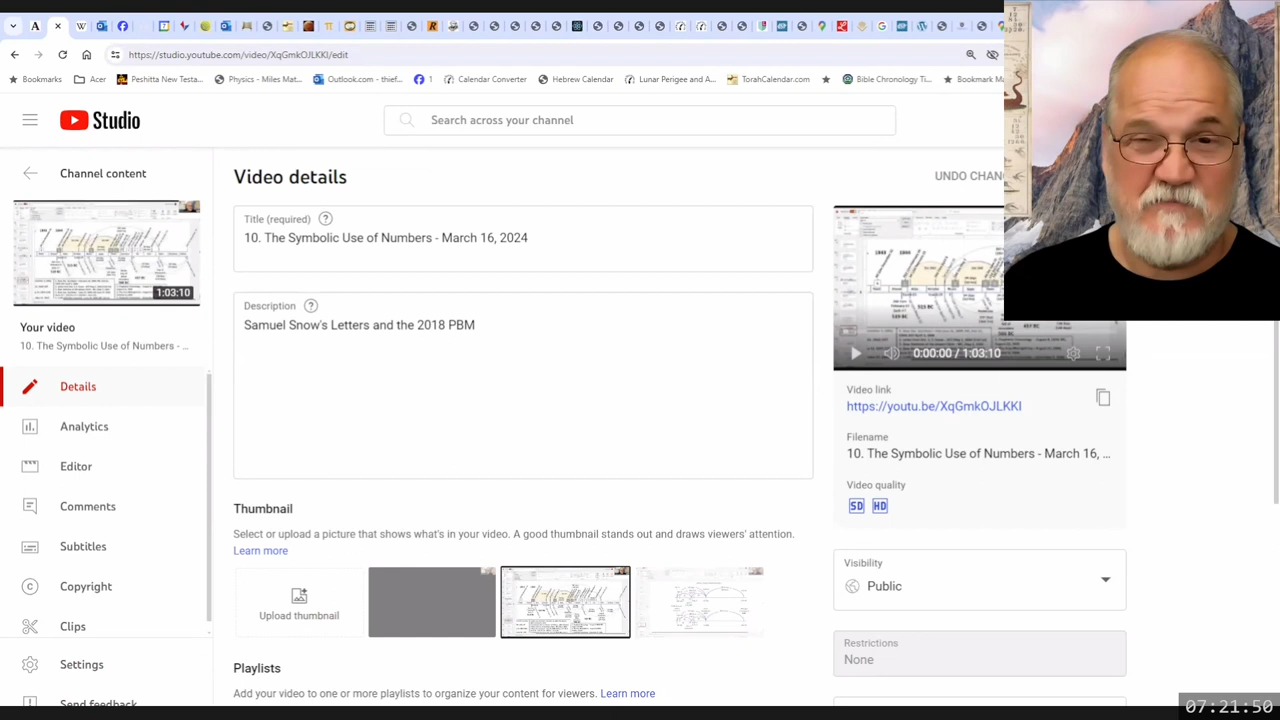 https://studio.youtube.com/video/XqGmkOJLKKI/edit
Bookmarks
Acer
Peshitta New Testa...
Physics - Miles Mat...
Outlook.com - thief...
1
Calendar Converter
Hebrew Calendar
Lunar Perigee and A...
TorahCalendar.com
Bible Chronology Ti...
Bookmark Ma
Studio
Search across your channel
Channel content
Video details
UNDO CHAN
Title (required)
10. The Symbolic Use of Numbers - March 16, 2024
1:03:10
Description
Samuel Snow's Letters and the 2018 PBM
Your video
10. The Symbolic Use of Numbers - ...
0:00:00 / 1:03:10
Details
Video link
https://youtu.be/XqGmkOJLKKI
Analytics
Filename
10. The Symbolic Use of Numbers - March 16, ...
Editor
Video quality
SD HD
Comments
Thumbnail
Select or upload a picture that shows what's in your video. A good thumbnail stands out and draws viewers' attention.
Learn more
Subtitles
Visibility
Public
Copyright
Upload thumbnail
Clips
Restrictions
None
Settings
Playlists
Add your video to one or more playlists to organize your content for viewers. Learn more
Send feedback
07:21:50